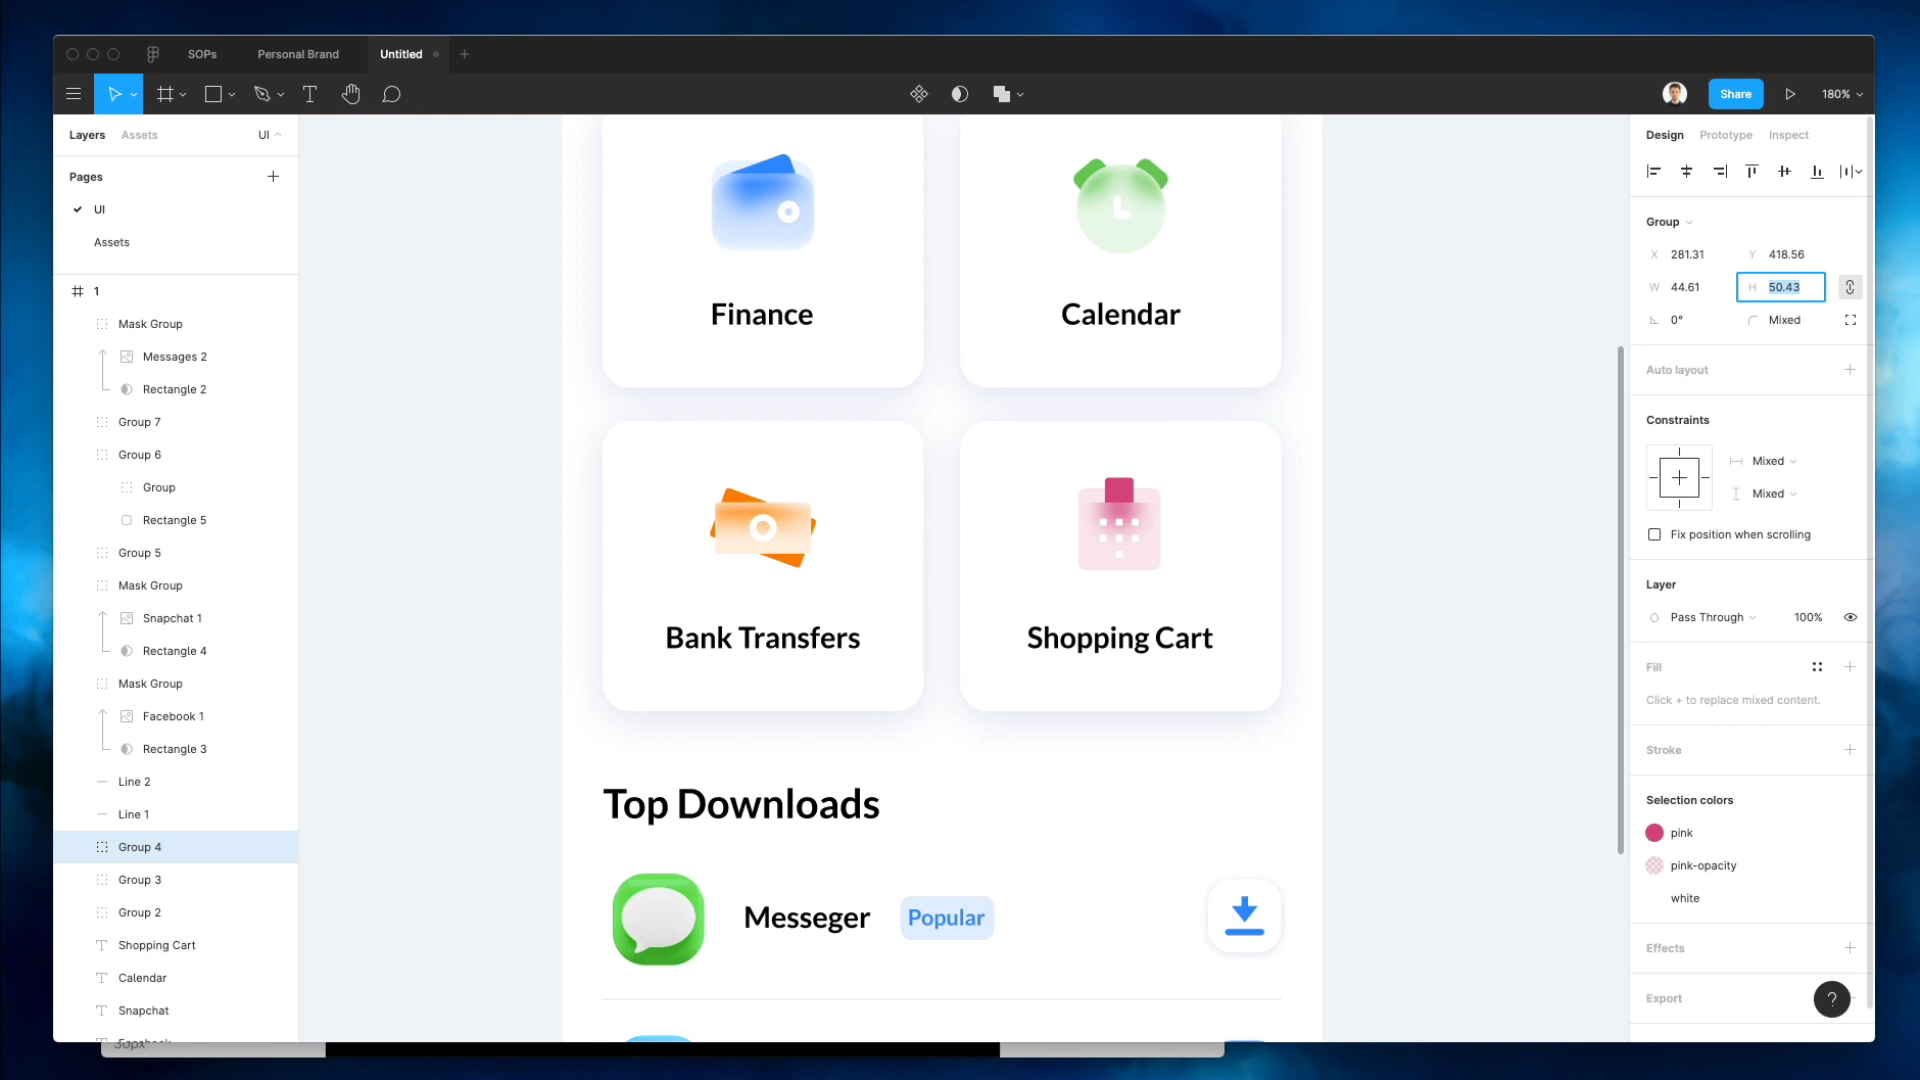 SOPs
Personal Brand
Untitled
Share
180%
Layers
Assets
UI
Pages
UI
Assets
1
Mask Group
Messages 2
Rectangle 2
Group 7
Group 6
Group
Rectangle 5
Group 5
Mask Group
Snapchat 1
Rectangle 4
Mask Group
Facebook 1
Rectangle 3
Line 2
Line 1
Group 4
Group 3
Group 2
Shopping Cart
Calendar
Snapchat
Finance
Calendar
Bank Transfers
Shopping Cart
Top Downloads
Messeger
Popular
Design
Prototype
Inspect
Group
X 281.31
Y 418.56
W 44.61
H 50.43
0°
Mixed
Auto layout
Constraints
Mixed
Mixed
Fix position when scrolling
Layer
Pass Through
100%
Fill
Click + to replace mixed content.
Stroke
Selection colors
pink
pink-opacity
white
Effects
Export
?